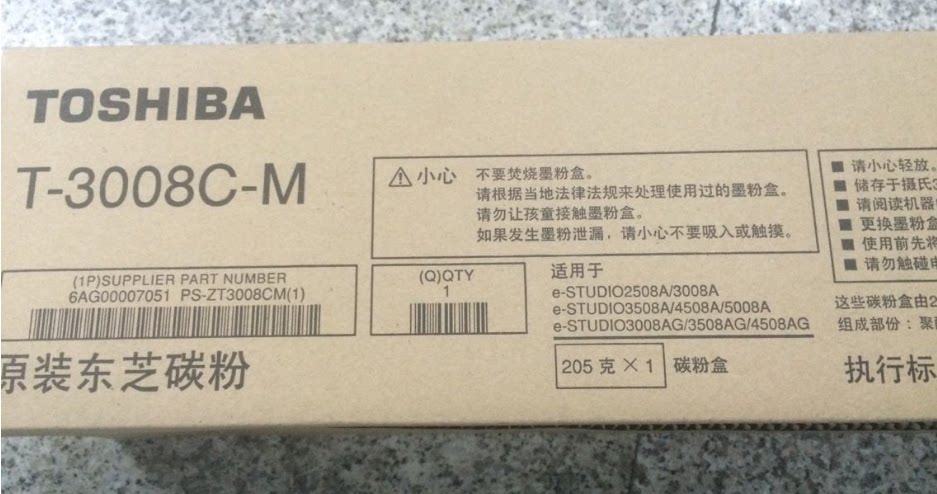 TOSHIBA
T-3008C-M
⚠小心 不要焚烧墨粉盒。
请根据当地法律法规来处理使用过的墨粉盒。
请勿让孩童接触墨粉盒。
如果发生墨粉泄漏，请小心不要吸入或触摸。
■ 请小心轻放。
■ 储存于摄氏3
■ 请阅读机器
■ 更换墨粉盒
■ 使用前先将
■ 请勿触碰
(1P)SUPPLIER PART NUMBER
6AG00007051 PS-ZT3008CM(1)
(Q)QTY
1
适用于
e-STUDIO2508A/3008A
e-STUDIO3508A/4508A/5008A
e-STUDIO3008AG/3508AG/4508AG
205 克 × 1 碳粉盒
这些碳粉盒由2
组成部份：聚
原装东芝碳粉
执行标